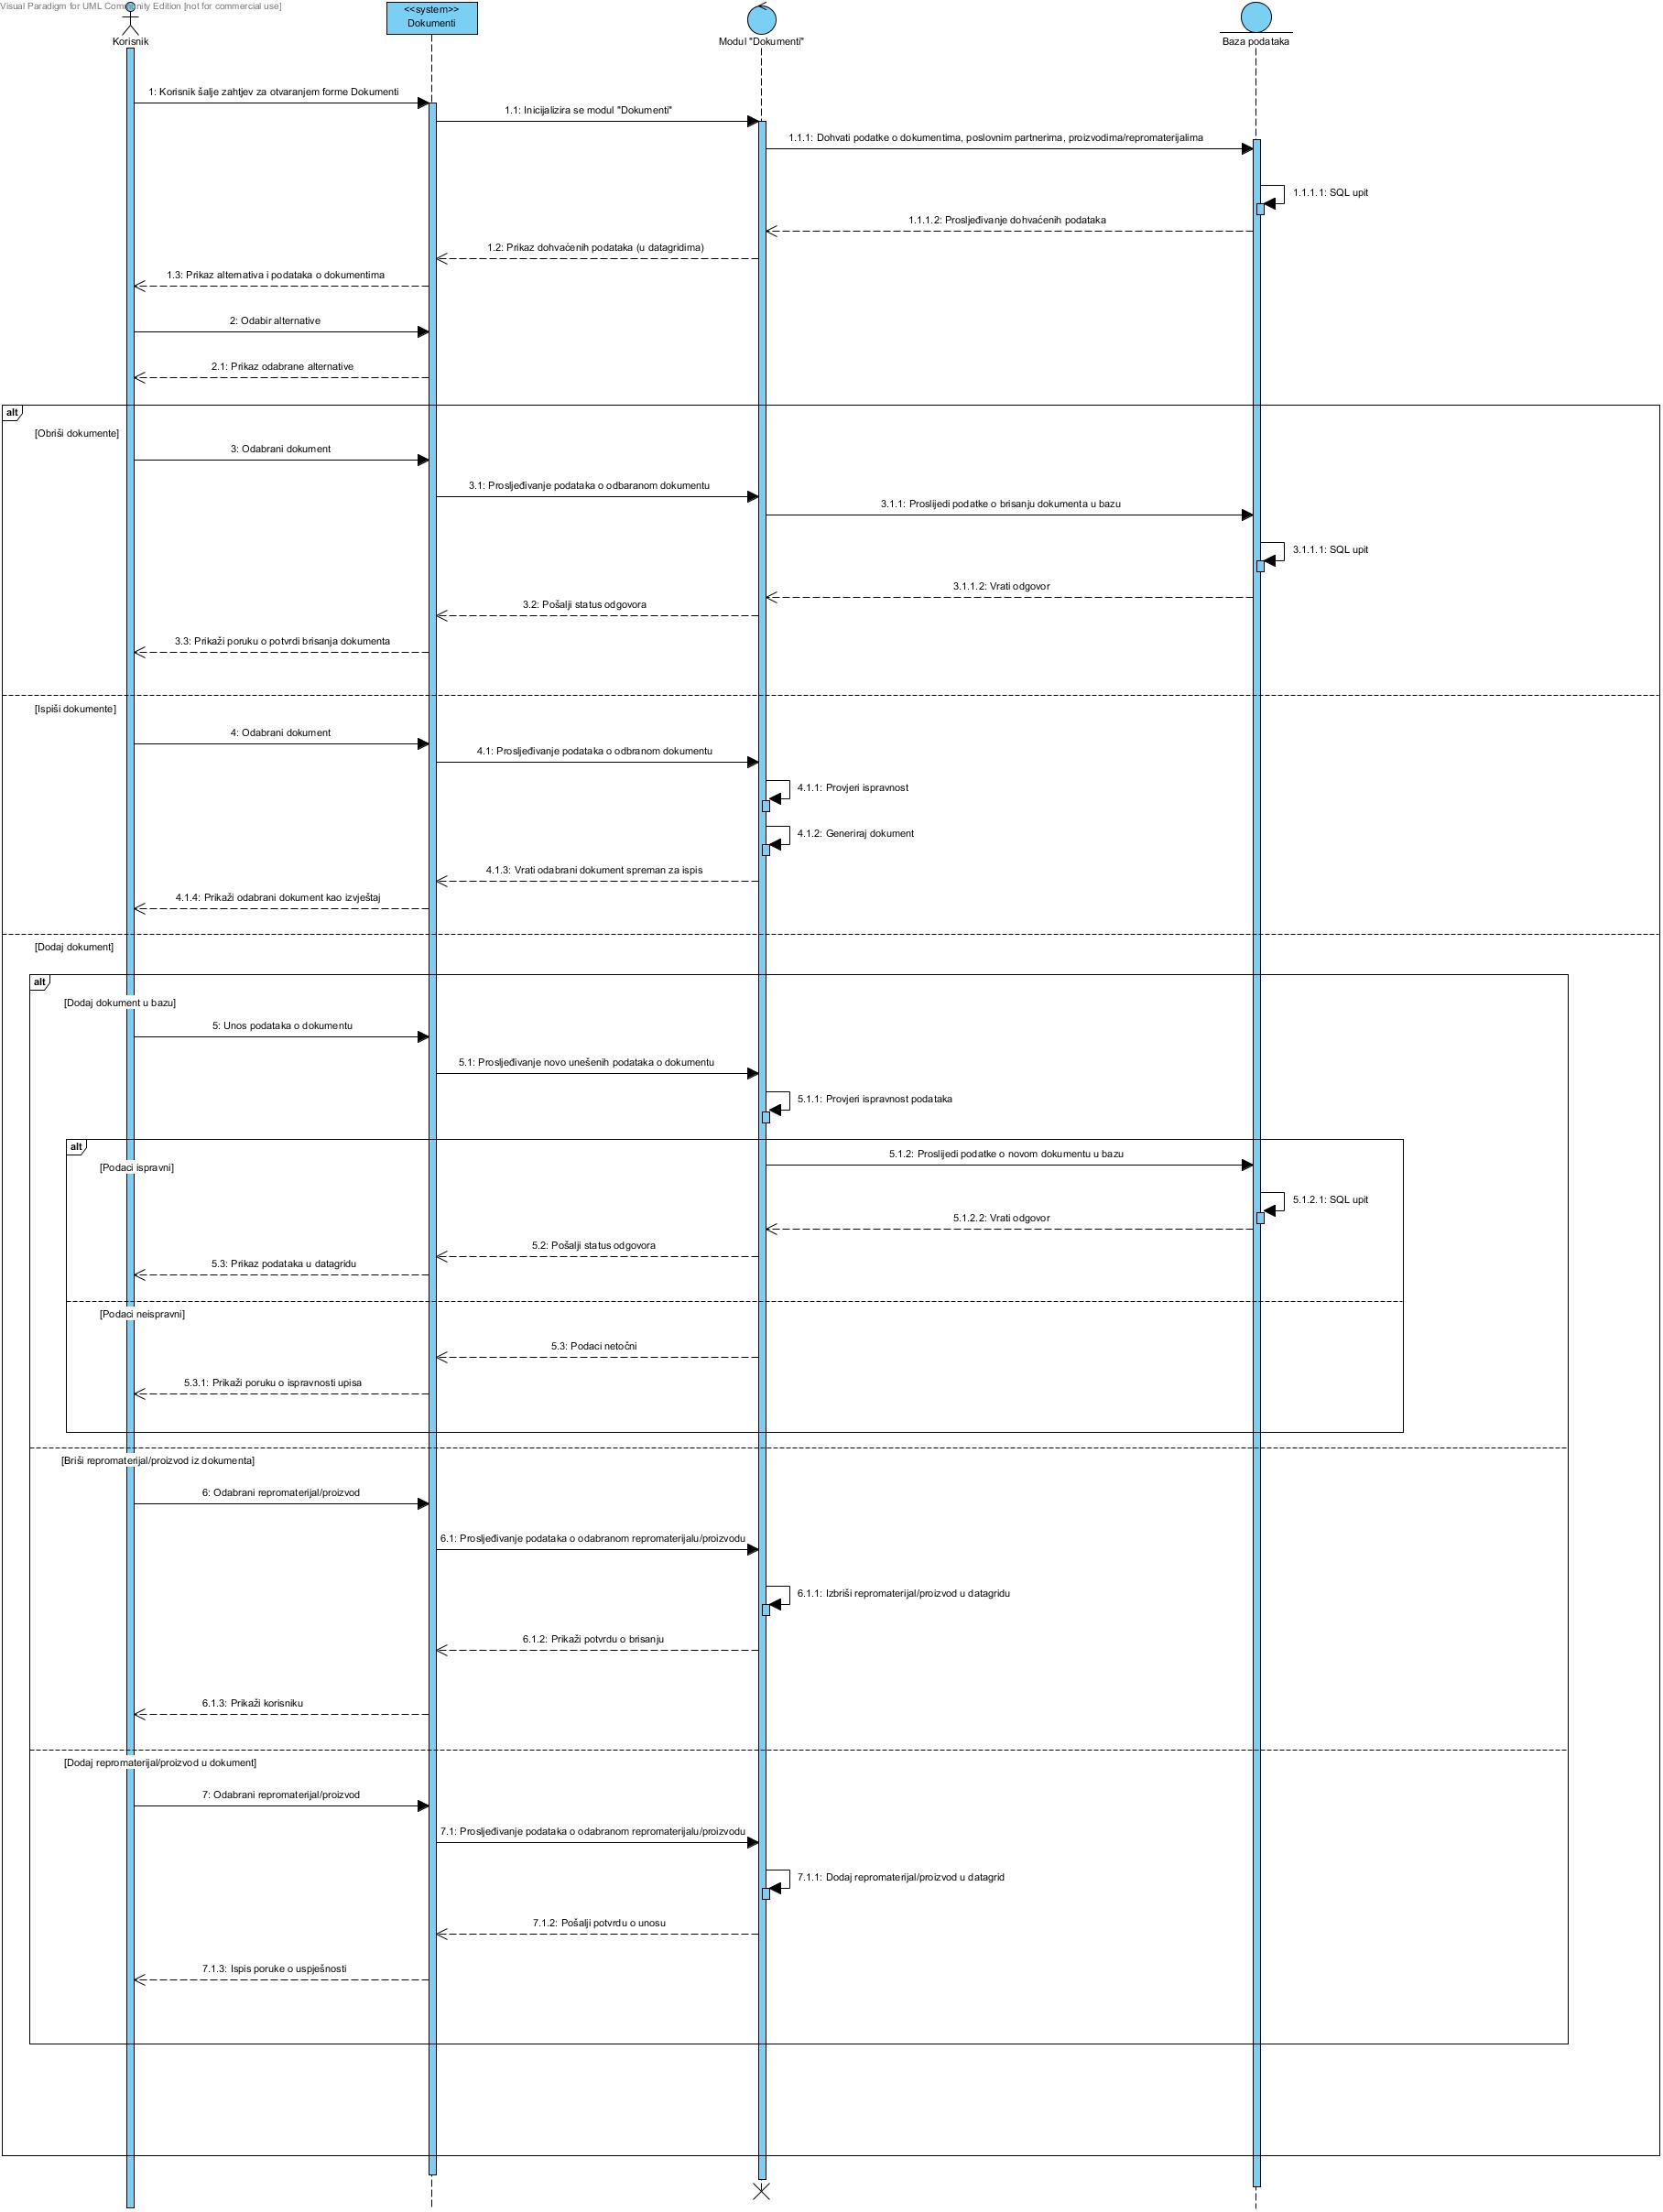 Visual Paradigm for UML Community Edition [not for commercial use]
<<system>>
Dokumenti
Korisnik
Modul "Dokumenti"
Baza podataka
1: Korisnik šalje zahtjev za otvaranjem forme Dokumenti
1.1: Inicijalizira se modul "Dokumenti"
1.1.1: Dohvati podatke o dokumentima, poslovnim partnerima, proizvodima/repromaterijalima
1.1.1.1: SQL upit
1.1.1.2: Prosljeđivanje dohvaćenih podataka
1.2: Prikaz dohvaćenih podataka (u datagridima)
1.3: Prikaz alternativa i podataka o dokumentima
2: Odabir alternative
2.1: Prikaz odabrane alternative
alt
[Obriši dokumente]
3: Odabrani dokument
3.1: Prosljeđivanje podataka o odbaranom dokumentu
3.1.1: Proslijedi podatke o brisanju dokumenta u bazu
3.1.1.1: SQL upit
3.1.1.2: Vrati odgovor
3.2: Pošalji status odgovora
3.3: Prikaži poruku o potvrdi brisanja dokumenta
[Ispiši dokumente]
4: Odabrani dokument
4.1: Prosljeđivanje podataka o odbranom dokumentu
4.1.1: Provjeri ispravnost
4.1.2: Generiraj dokument
4.1.3: Vrati odabrani dokument spreman za ispis
4.1.4: Prikaži odabrani dokument kao izvještaj
[Dodaj dokument]
alt
[Dodaj dokument u bazu]
5: Unos podataka o dokumentu
5.1: Prosljeđivanje novo unešenih podataka o dokumentu
5.1.1: Provjeri ispravnost podataka
alt
5.1.2: Proslijedi podatke o novom dokumentu u bazu
[Podaci ispravni]
5.1.2.1: SQL upit
5.1.2.2: Vrati odgovor
5.2: Pošalji status odgovora
5.3: Prikaz podataka u datagridu
[Podaci neispravni]
5.3: Podaci netočni
5.3.1: Prikaži poruku o ispravnosti upisa
[Briši repromaterijal/proizvod iz dokumenta]
6: Odabrani repromaterijal/proizvod
6.1: Prosljeđivanje podataka o odabranom repromaterijalu/proizvodu
6.1.1: Izbriši repromaterijal/proizvod u datagridu
6.1.2: Prikaži potvrdu o brisanju
6.1.3: Prikaži korisniku
[Dodaj repromaterijal/proizvod u dokument]
7: Odabrani repromaterijal/proizvod
7.1: Prosljeđivanje podataka o odabranom repromaterijalu/proizvodu
7.1.1: Dodaj repromaterijal/proizvod u datagrid
7.1.2: Pošalji potvrdu o unosu
7.1.3: Ispis poruke o uspješnosti